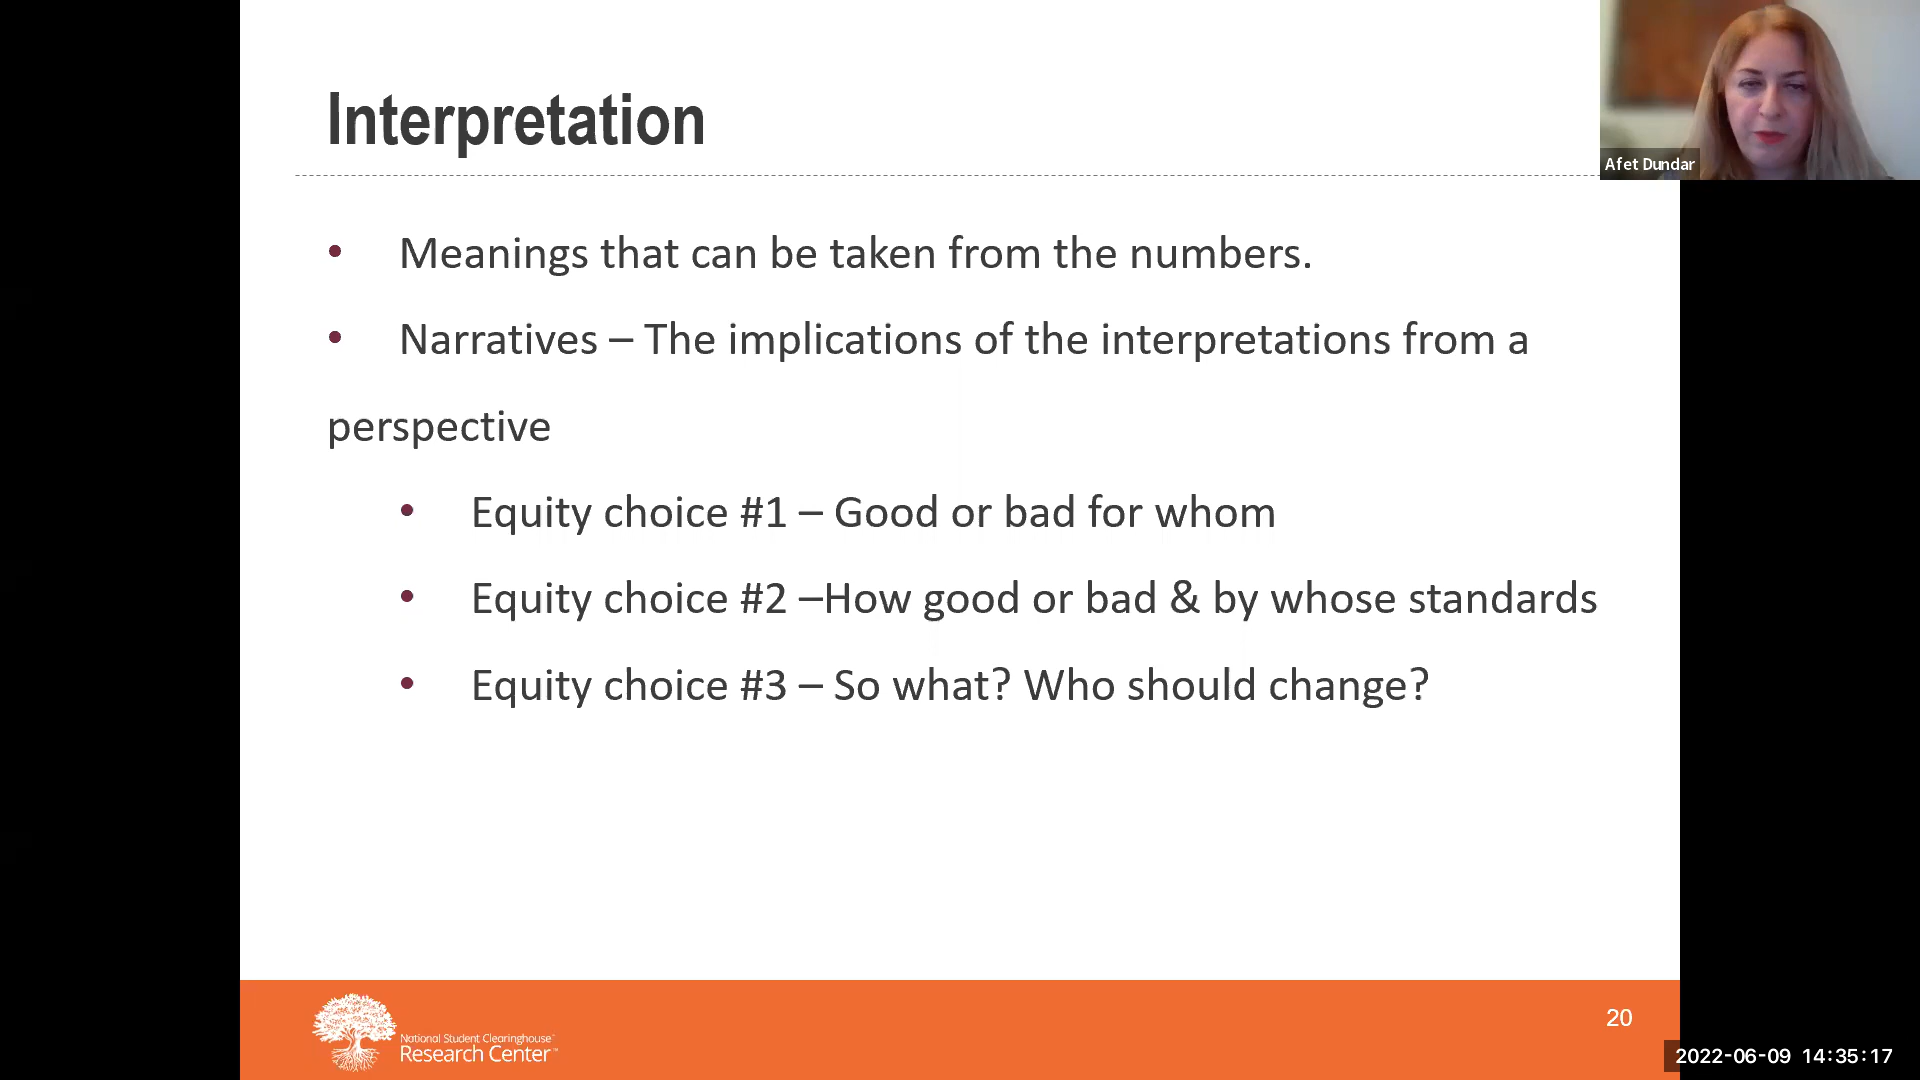 Interpretation
Afet Dundar
• Meanings that can be taken from the numbers.
• Narratives – The implications of the interpretations from a
perspective
• Equity choice #1 – Good or bad for whom
• Equity choice #2 –How good or bad & by whose standards
• Equity choice #3 – So what? Who should change?
National Student Clearinghouse™
Research Center™
20
2022-06-09 14:35:17